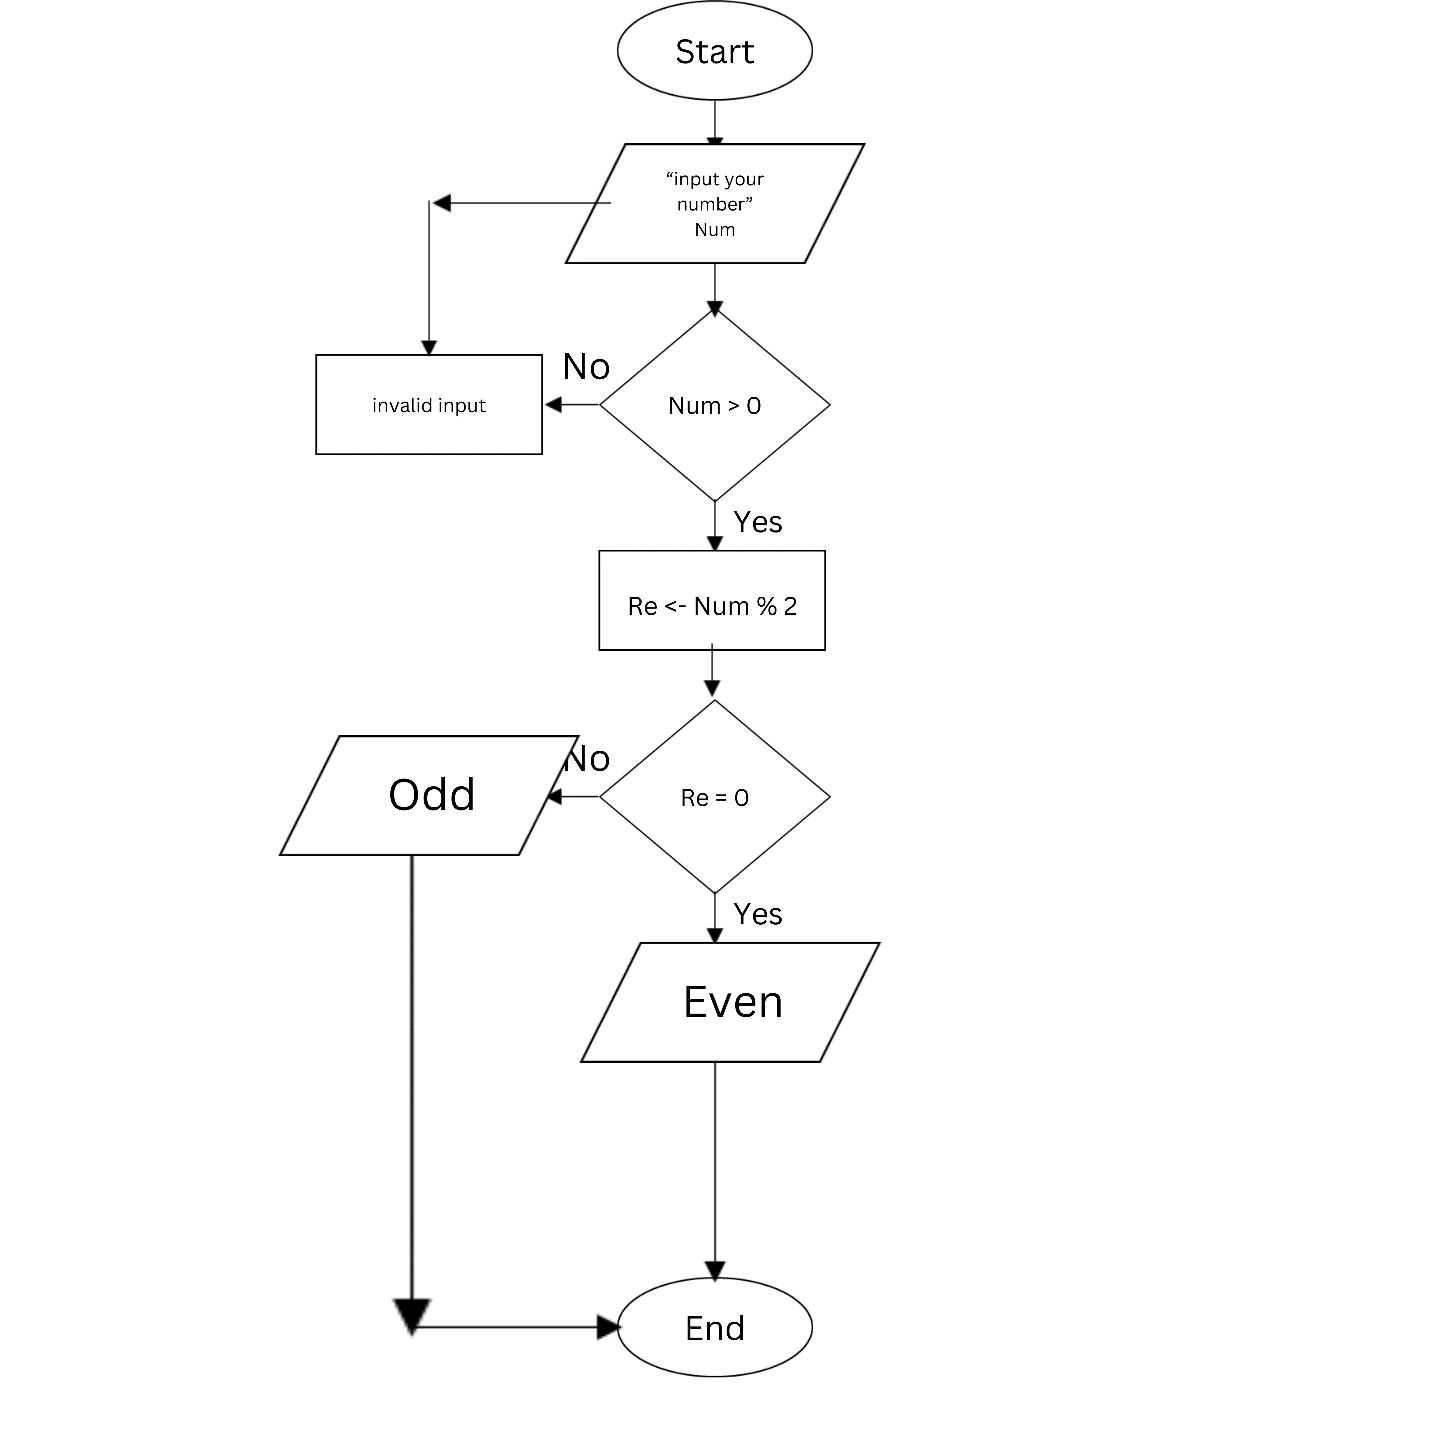 Start
“input your
number”
Num
No
Num > 0
invalid input
Yes
Re <- Num % 2
No
Odd
Re = 0
Yes
Even
End